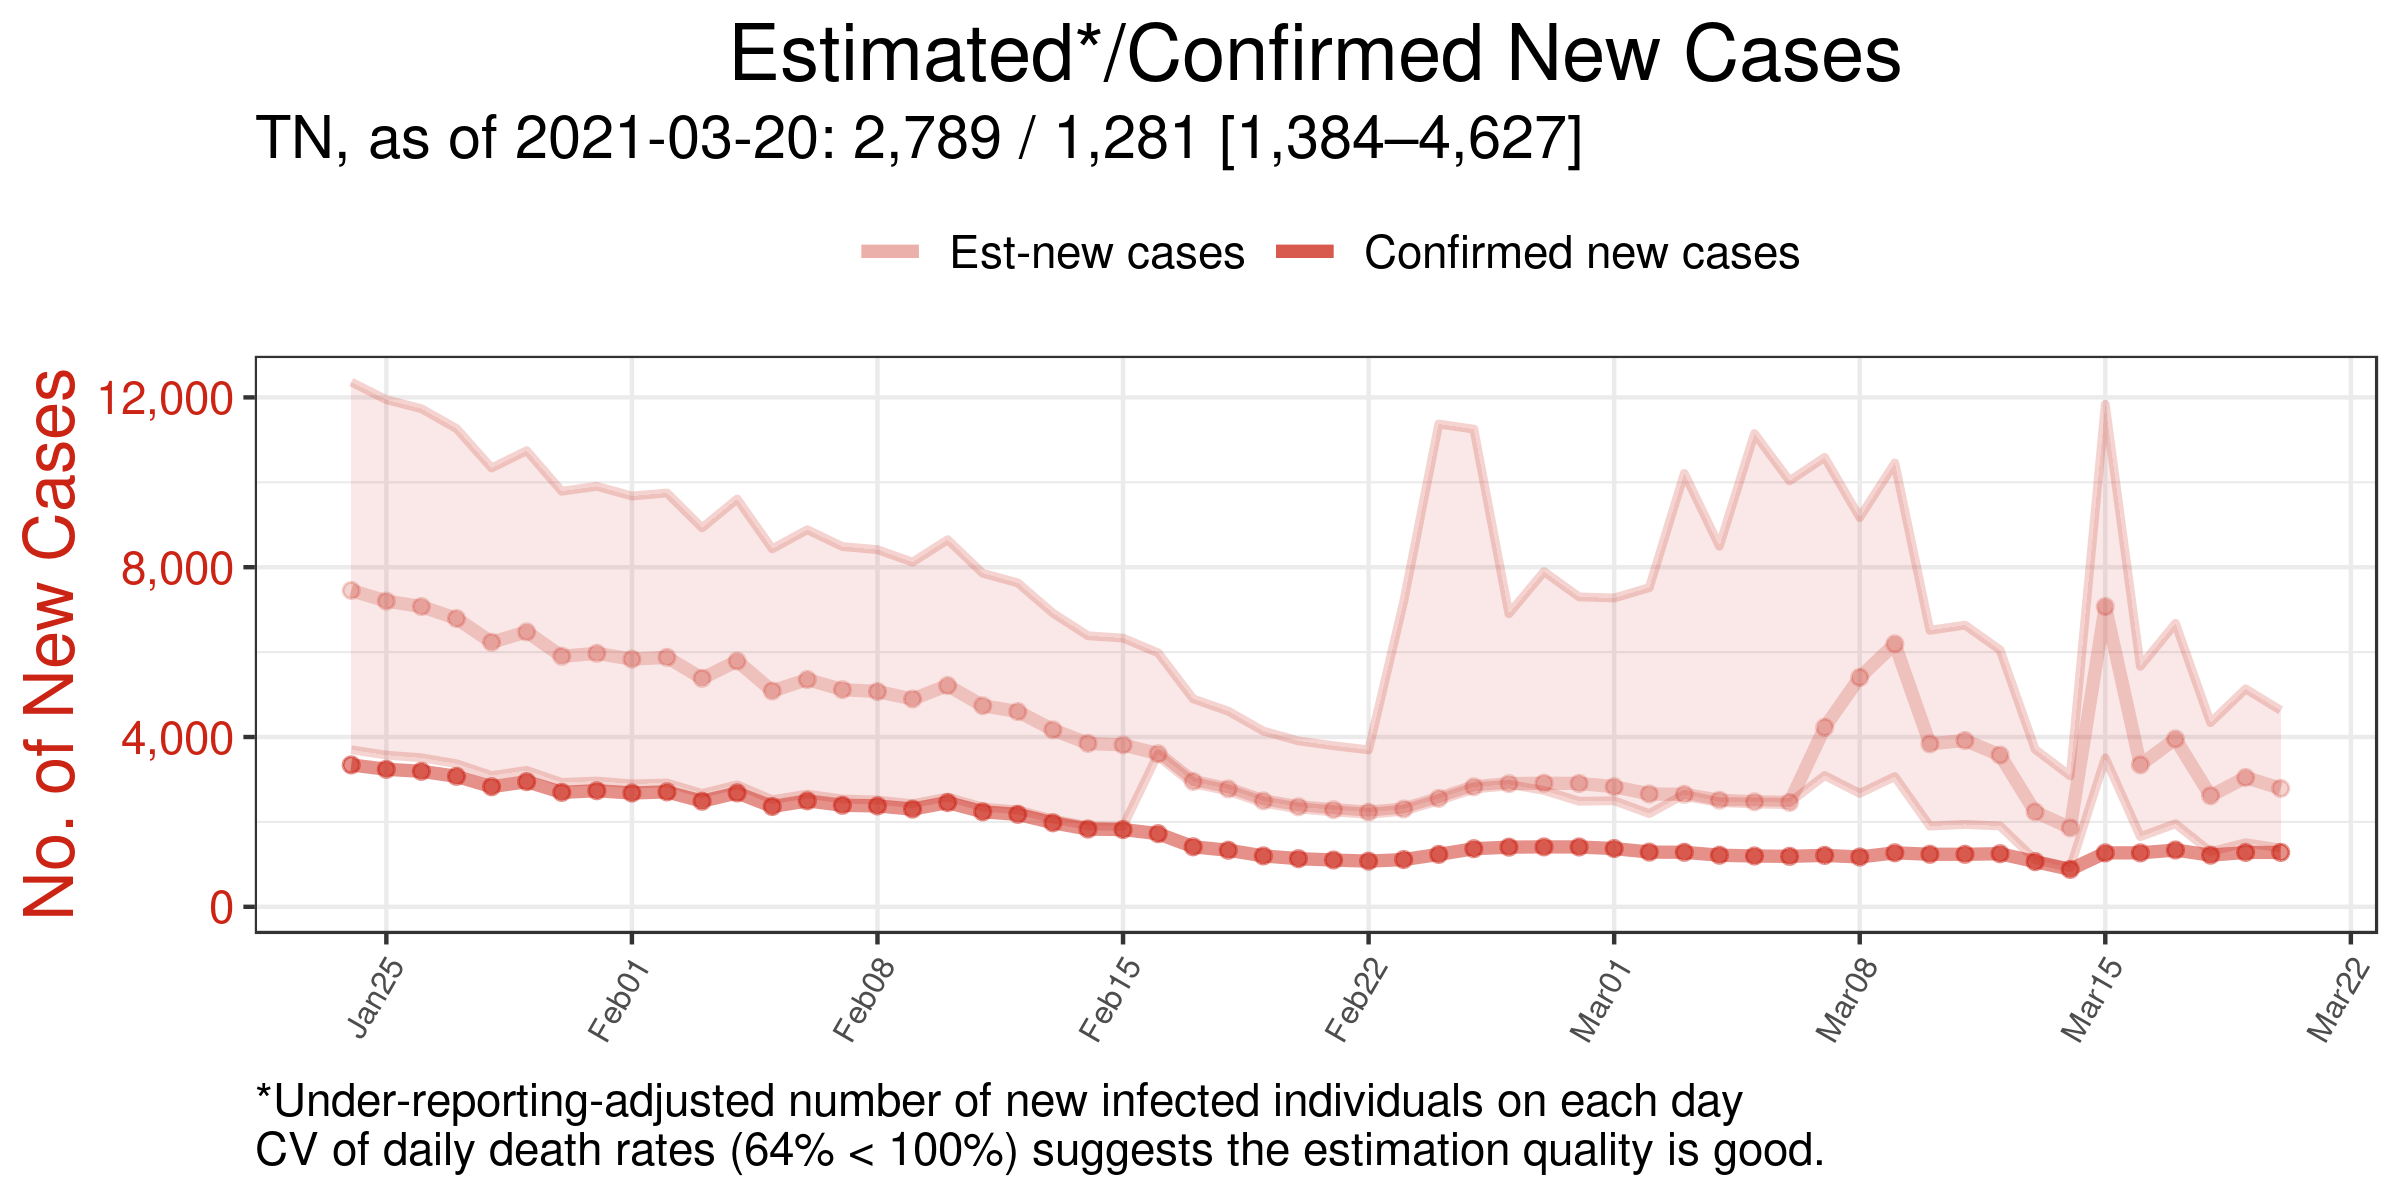 Estimated*/Confirmed New Cases
TN, as of 2021-03-20: 2,789 / 1,281 [1,384–4,627]
Est-new cases
Confirmed new cases
No. of New Cases
12,000
8,000
4,000
0
Jan25
Feb01
Feb08
Feb15
Feb22
Mar01
Mar08
Mar15
Mar22
*Under-reporting-adjusted number of new infected individuals on each day
CV of daily death rates (64% < 100%) suggests the estimation quality is good.